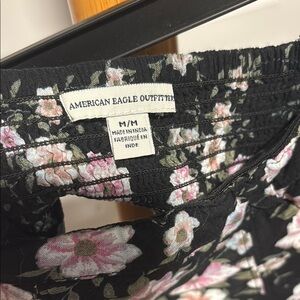 AMERICAN EAGLE OUTFITTERS
M/M
MADE IN INDIA
FABRIQUÉ EN
INDE